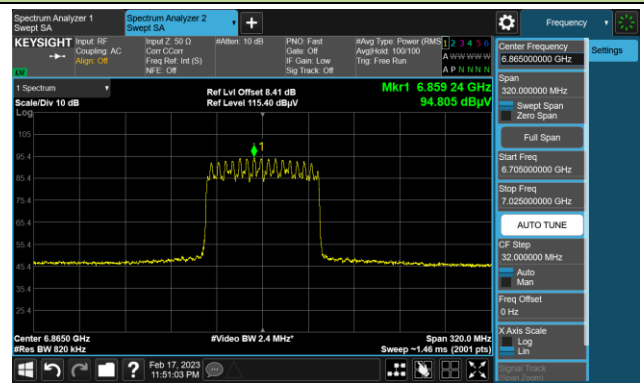 Spectrum Analyzer 1
Swept SA
Spectrum Analyzer 2
Swept SA
Frequency
KEYSIGHT
Input: RF
Coupling: AC
Align: Off
Input Z: 50 Ω
Corr CCorr
Freq Ref: Int (S)
NFE: Off
#Atten: 10 dB
PNO: Fast
Gate: Off
IF Gain: Low
Sig Track: Off
#Avg Type: Power (RMS
Avg|Hold: 100/100
Trig: Free Run
1 2 3 4 5 6
A W W W W W
A P N N N N
LU
1 Spectrum
Scale/Div 10 dB
Log
Ref Lvl Offset 8.41 dB
Ref Level 115.40 dBµV
Mkr1 6.859 24 GHz
94.805 dBµV
1
105
95.4
85.4
75.4
65.4
55.4
45.4
35.4
25.4
Center 6.8650 GHz
#Res BW 820 kHz
#Video BW 2.4 MHz*
Span 320.0 MHz
Sweep ~1.46 ms (2001 pts)
Feb 17, 2023
11:51:03 PM
Center Frequency
6.865000000 GHz
Settings
Span
320.000000 MHz
Swept Span
Zero Span
Full Span
Start Freq
6.705000000 GHz
Stop Freq
7.025000000 GHz
AUTO TUNE
CF Step
32.000000 MHz
Auto
Man
Freq Offset
0 Hz
X Axis Scale
Log
Lin
Signal Track
(Span Zoom)